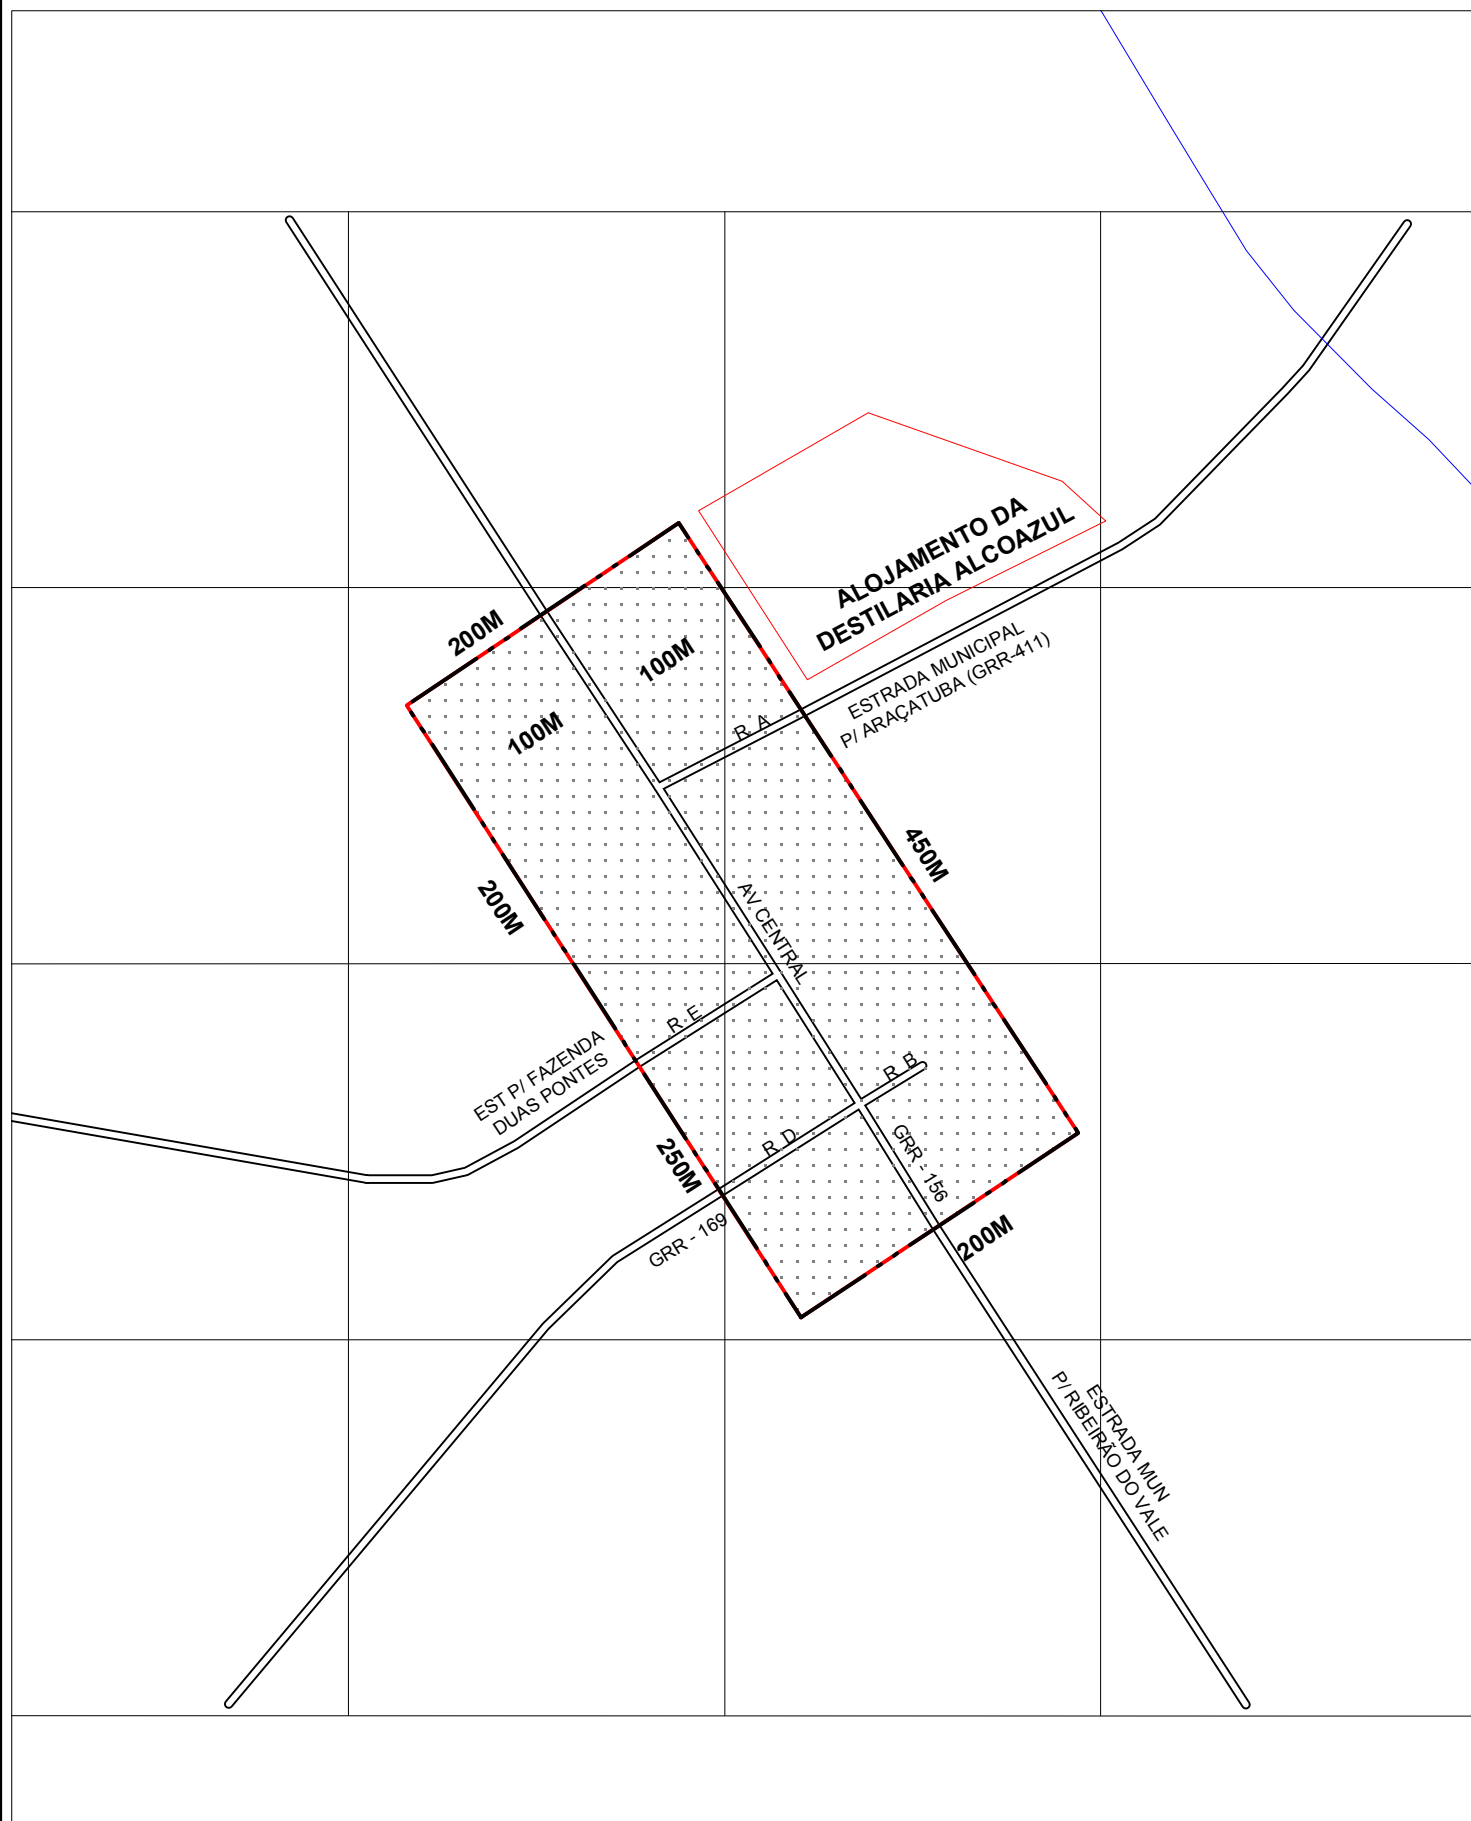 ALOJAMENTO DA
DESTILARIA ALCOAZUL
200M
100M
ESTRADA MUNICIPAL
P/ ARAÇATUBA (GRR-411)
100M
R A
450M
200M
AV CENTRAL
R E
EST P/ FAZENDA
DUAS PONTES
R B
R D
250M
GRR - 156
GRR - 169
200M
ESTRADA MUN
P/ RIBEIRÃO DO VALE